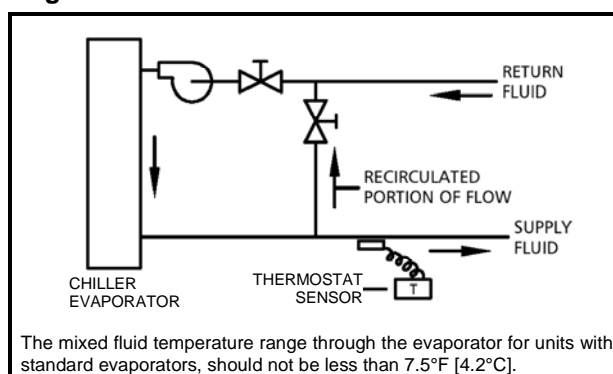 RETURN
FLUID
RECIRCULATED
PORTION OF FLOW
SUPPLY
FLUID
CHILLER
EVAPORATOR
THERMOSTAT
SENSOR
T
The mixed fluid temperature range through the evaporator for units with
standard evaporators, should not be less than 7.5°F [4.2°C].